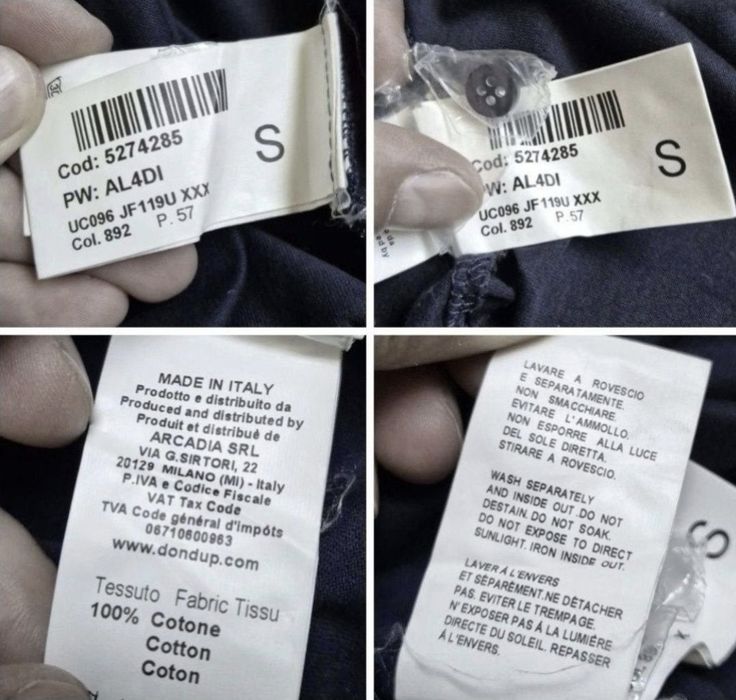 Cod: 5274285
PW: AL4DI
UC096 JF119U XXX
Col. 892 P. 57
S
Cod: 5274285
PW: AL4DI
UC096 JF119U XXX
Col. 892 P. 57
S
MADE IN ITALY
Prodotto e distribuito da
Produced and distributed by
Produit et distribué de
ARCADIA SRL
VIA G.SIRTORI, 22
20129 MILANO (MI) - Italy
P.IVA e Codice Fiscale
VAT Tax Code
TVA Code général d'impóts
06710600963
www.dondup.com
Tessuto Fabric Tissu
100% Cotone
Cotton
Coton
LAVARE A ROVESCIO
E SEPARATAMENTE.
NON SMACCHIARE.
EVITARE L'AMMOLLO.
NON ESPORRE ALLA LUCE
DEL SOLE DIRETTA.
STIRARE A ROVESCIO.
WASH SEPARATELY
AND INSIDE OUT.DO NOT
DESTAIN. DO NOT SOAK.
DO NOT EXPOSE TO DIRECT
SUNLIGHT. IRON INSIDE OUT.
LAVER À L'ENVERS
ET SÉPARÈMENT.NE DÉTACHER
PAS. EVITER LE TREMPAGE.
N'EXPOSER PAS À LA LUMIÈRE
DIRECTE DU SOLEIL. REPASSER
À L'ENVERS.
S